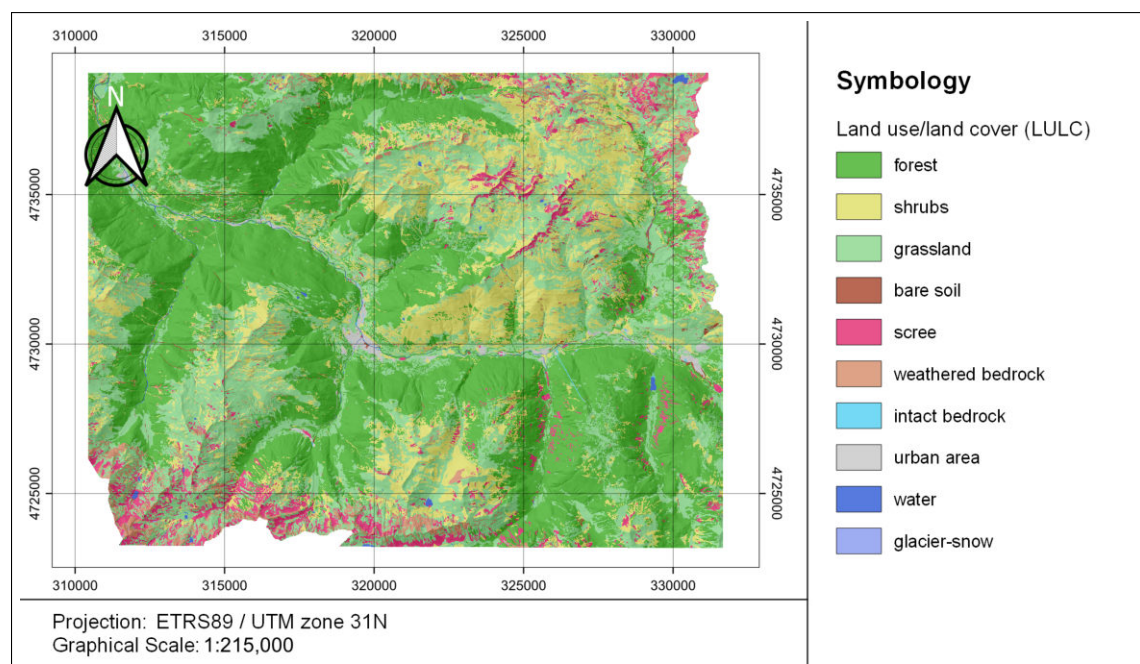 310000 315000 320000 325000 330000
N
4735000 4735000
4730000 4730000
4725000 4725000
310000 315000 320000 325000 330000
Projection: ETRS89 / UTM zone 31N
Graphical Scale: 1:215,000
Symbology
Land use/land cover (LULC)
forest
shrubs
grassland
bare soil
scree
weathered bedrock
intact bedrock
urban area
water
glacier-snow